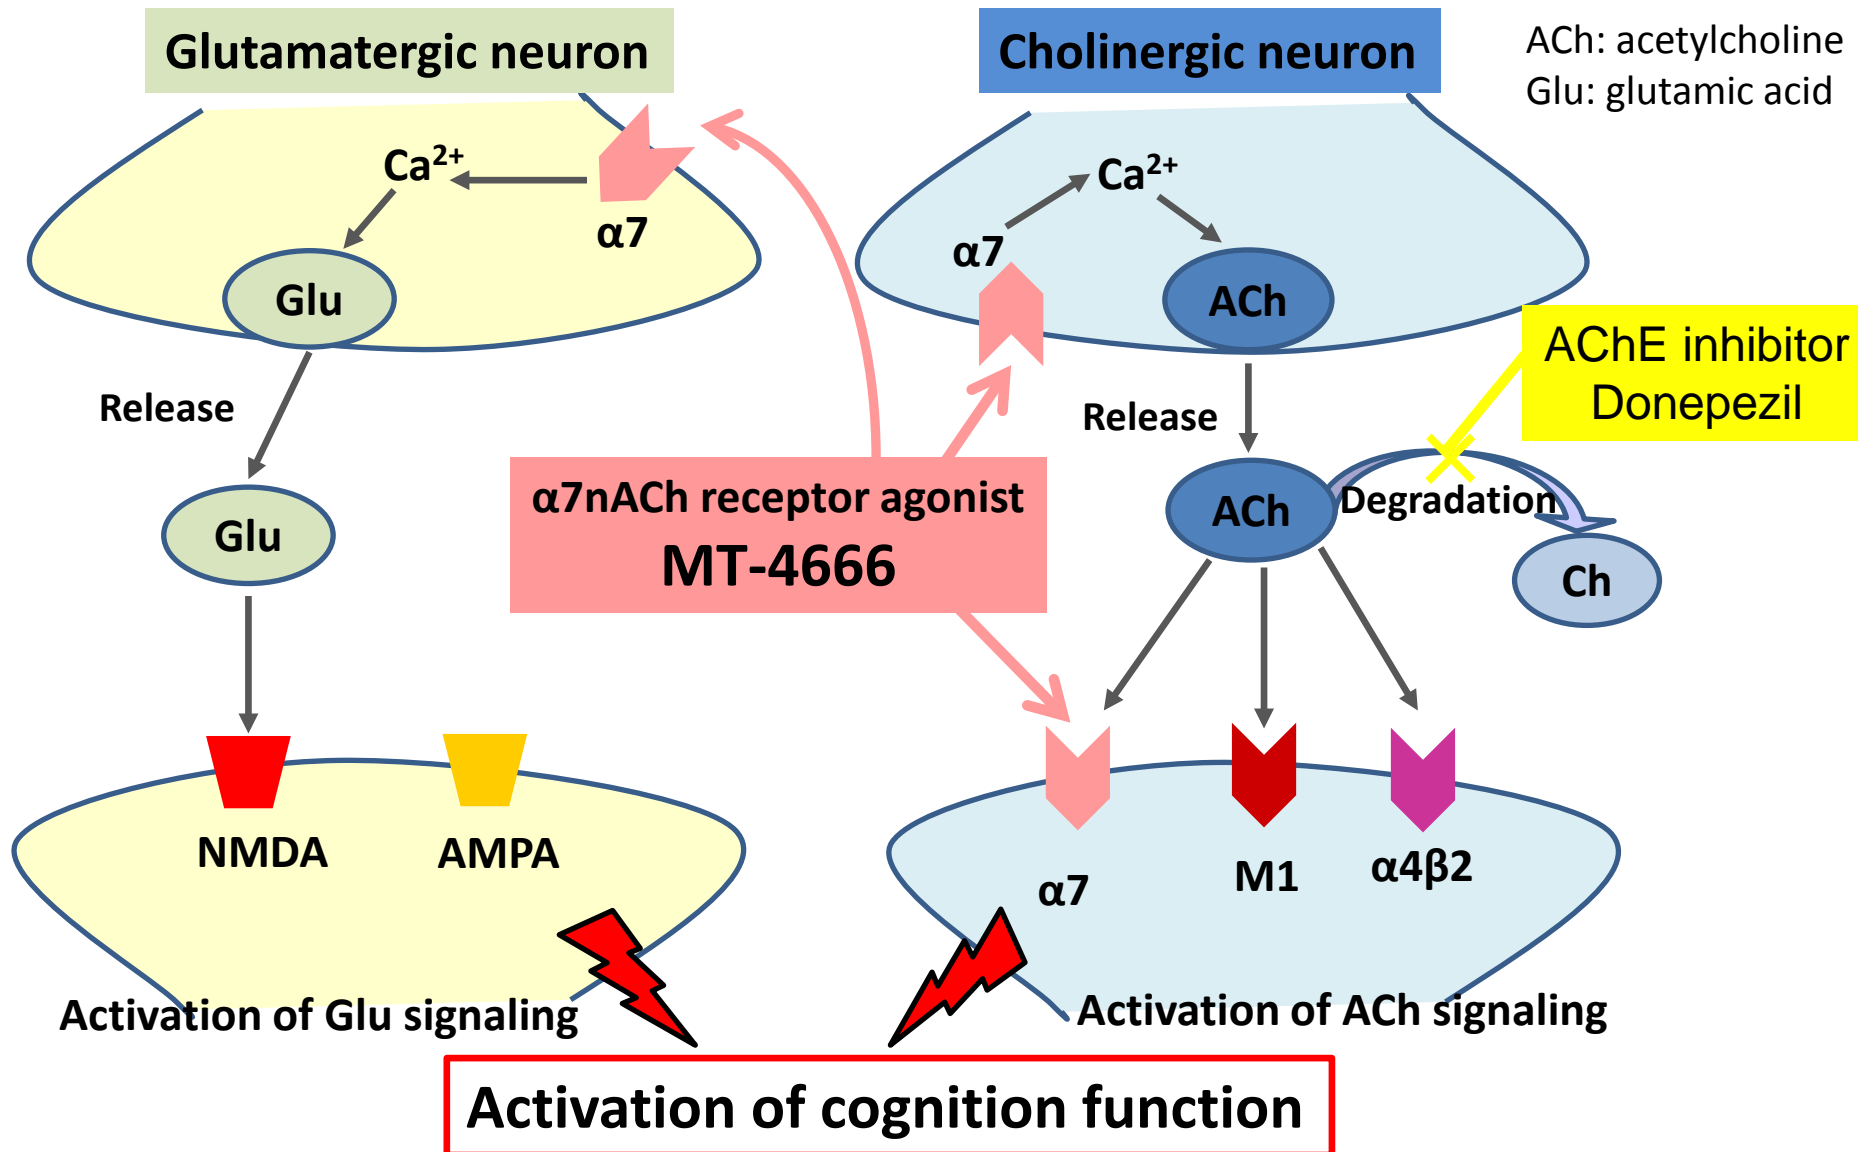 Glutamatergic neuron
Cholinergic neuron
ACh: acetylcholine
Glu: glutamic acid
Ca²⁺
α7
Glu
Release
Glu
Ca²⁺
α7
ACh
AChE inhibitor
Donepezil
Release
ACh
Degradation
Ch
α7nACh receptor agonist
MT-4666
NMDA
AMPA
α7
M1
α4β2
Activation of Glu signaling
Activation of ACh signaling
Activation of cognition function